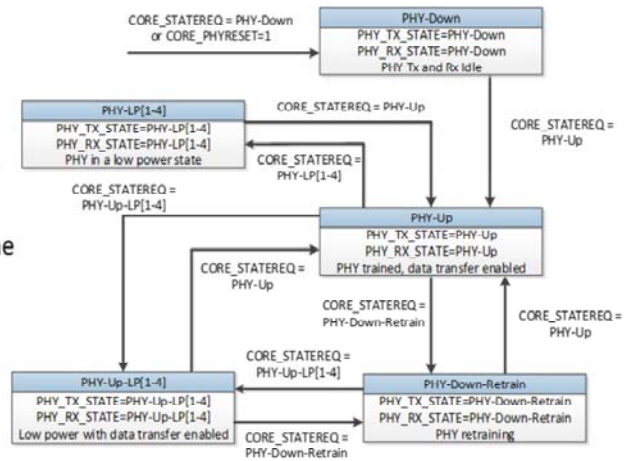 CORE_STATEREQ = PHY-Down
or CORE_PHYRESET=1
PHY-Down
PHY_TX_STATE=PHY-Down
PHY_RX_STATE=PHY-Down
PHY Tx and Rx Idle
PHY-LP[1-4]
PHY_TX_STATE=PHY-LP[1-4]
PHY_RX_STATE=PHY-LP[1-4]
PHY in a low power state
CORE_STATEREQ = PHY-Up
CORE_STATEREQ =
PHY-Up
CORE_STATEREQ =
PHY-LP[1-4]
CORE_STATEREQ =
PHY-Up-LP[1-4]
ne
PHY-Up
PHY_TX_STATE=PHY-Up
PHY_RX_STATE=PHY-Up
PHY trained, data transfer enabled
CORE_STATEREQ =
PHY-Up
CORE_STATEREQ =
PHY-Down-Retrain
CORE_STATEREQ =
PHY-Up
CORE_STATEREQ =
PHY-Up-LP[1-4]
PHY-Up-LP[1-4]
PHY_TX_STATE=PHY-Up-LP[1-4]
PHY_RX_STATE=PHY-Up-LP[1-4]
Low power with data transfer enabled
PHY-Down-Retrain
PHY_TX_STATE=PHY-Down-Retrain
PHY_RX_STATE=PHY-Down-Retrain
PHY retraining
CORE_STATEREQ =
PHY-Down-Retrain